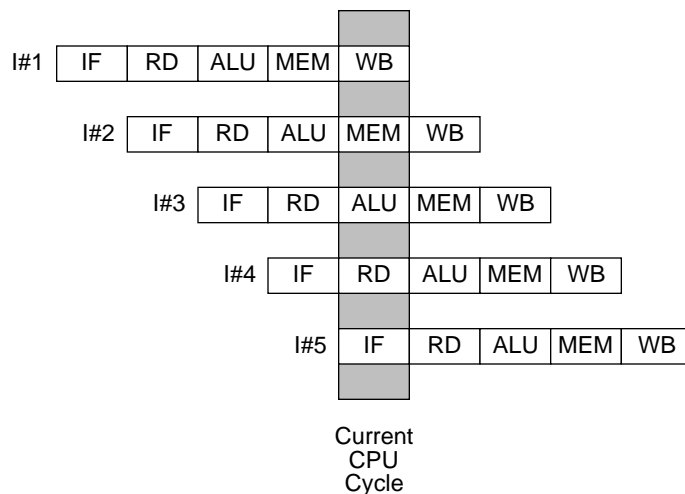 I#1 IF RD ALU MEM WB
I#2 IF RD ALU MEM WB
I#3 IF RD ALU MEM WB
I#4 IF RD ALU MEM WB
I#5 IF RD ALU MEM WB
Current
CPU
Cycle